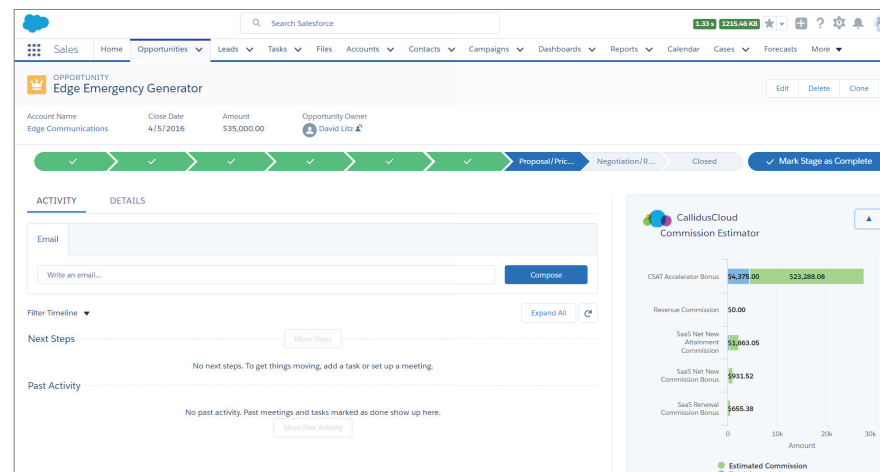 Search Salesforce
1.33 s 1215.46 KB
Sales Home Opportunities Leads Tasks Files Accounts Contacts Campaigns Dashboards Reports Calendar Cases Forecasts More
OPPORTUNITY
Edge Emergency Generator
Edit Delete Clone
Account Name Close Date Amount Opportunity Owner
Edge Communications 4/5/2016 $35,000.00 David Litz
Proposal/Pric... Negotiation/R... Closed Mark Stage as Complete
ACTIVITY DETAILS
Email
Write an email...
Compose
Filter Timeline
Expand All
Next Steps
More Steps
No next steps. To get things moving, add a task or set up a meeting.
Past Activity
No past activity. Past meetings and tasks marked as done show up here.
More Past Activity
CallidusCloud
Commission Estimator
CSAT Accelerator Bonus $4,375.00 $23,288.08
Revenue Commission $0.00
SaaS Net New
Attainment $1,863.05
Commission
SaaS Net New
Commission Bonus $931.52
SaaS Renewal
Commission Bonus $655.38
0 10k 20k 30k
Amount
Estimated Commission